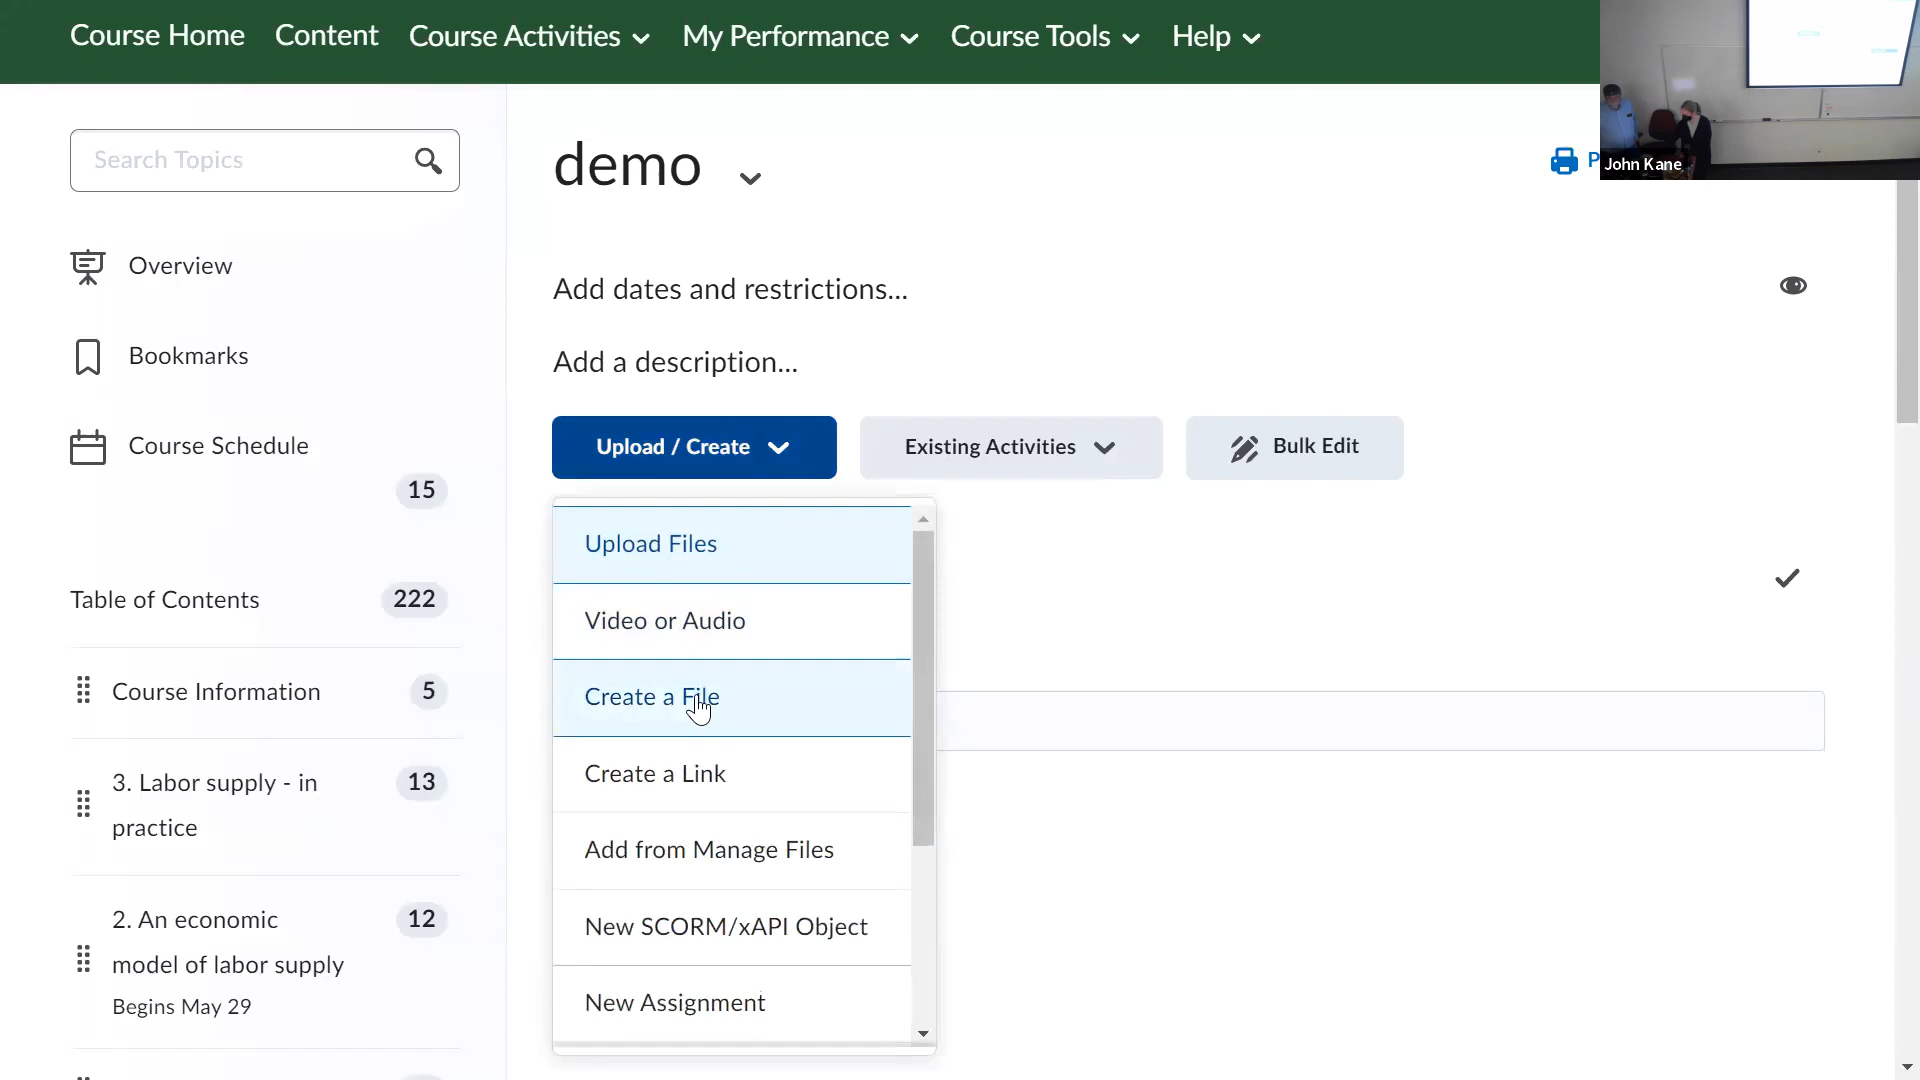 Course Home Content Course Activities My Performance Course Tools Help
Search Topics
demo
P
John Kane
Overview
Add dates and restrictions...
Bookmarks
Add a description...
Course Schedule
Upload / Create Existing Activities Bulk Edit
15
Upload Files
Table of Contents 222
Video or Audio
Course Information 5
Create a File
3. Labor supply - in 13
practice
Create a Link
Add from Manage Files
2. An economic 12
model of labor supply
Begins May 29
New SCORM/xAPI Object
New Assignment